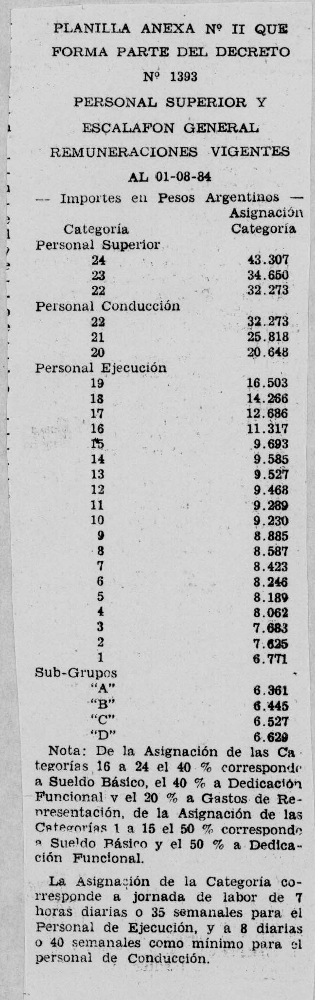 PLANILLA ANEXA Nº II QUE
FORMA PARTE DEL DECRETO
Nº 1393
PERSONAL SUPERIOR Y
ESCALAFON GENERAL
REMUNERACIONES VIGENTES
AL 01-08-84
— Importes en Pesos Argentinos —
Asignación
Categoría Categoría
Personal Superior
24 43.307
23 34.650
22 32.273
Personal Conducción
22 32.273
21 25.818
20 20.648
Personal Ejecución
19 16.503
18 14.266
17 12.686
16 11.317
15 9.693
14 9.585
13 9.527
12 9.468
11 9.289
10 9.230
9 8.885
8 8.587
7 8.423
6 8.246
5 8.189
4 8.062
3 7.683
2 7.625
1 6.771
Sub-Grupos
“A” 6.361
“B” 6.445
“C” 6.527
“D” 6.629
Nota: De la Asignación de las Ca-
tegorías 16 a 24 el 40 % corresponde
a Sueldo Básico, el 40 % a Dedicación
Funcional y el 20 % a Gastos de Re-
presentación, de la Asignación de las
Categorías 1 a 15 el 50 % corresponde
a Sueldo Básico y el 50 % a Dedica-
ción Funcional.
La Asignación de la Categoría co-
rresponde a jornada de labor de 7
horas diarias o 35 semanales para el
Personal de Ejecución, y a 8 diarias
o 40 semanales como mínimo para el
personal de Conducción.